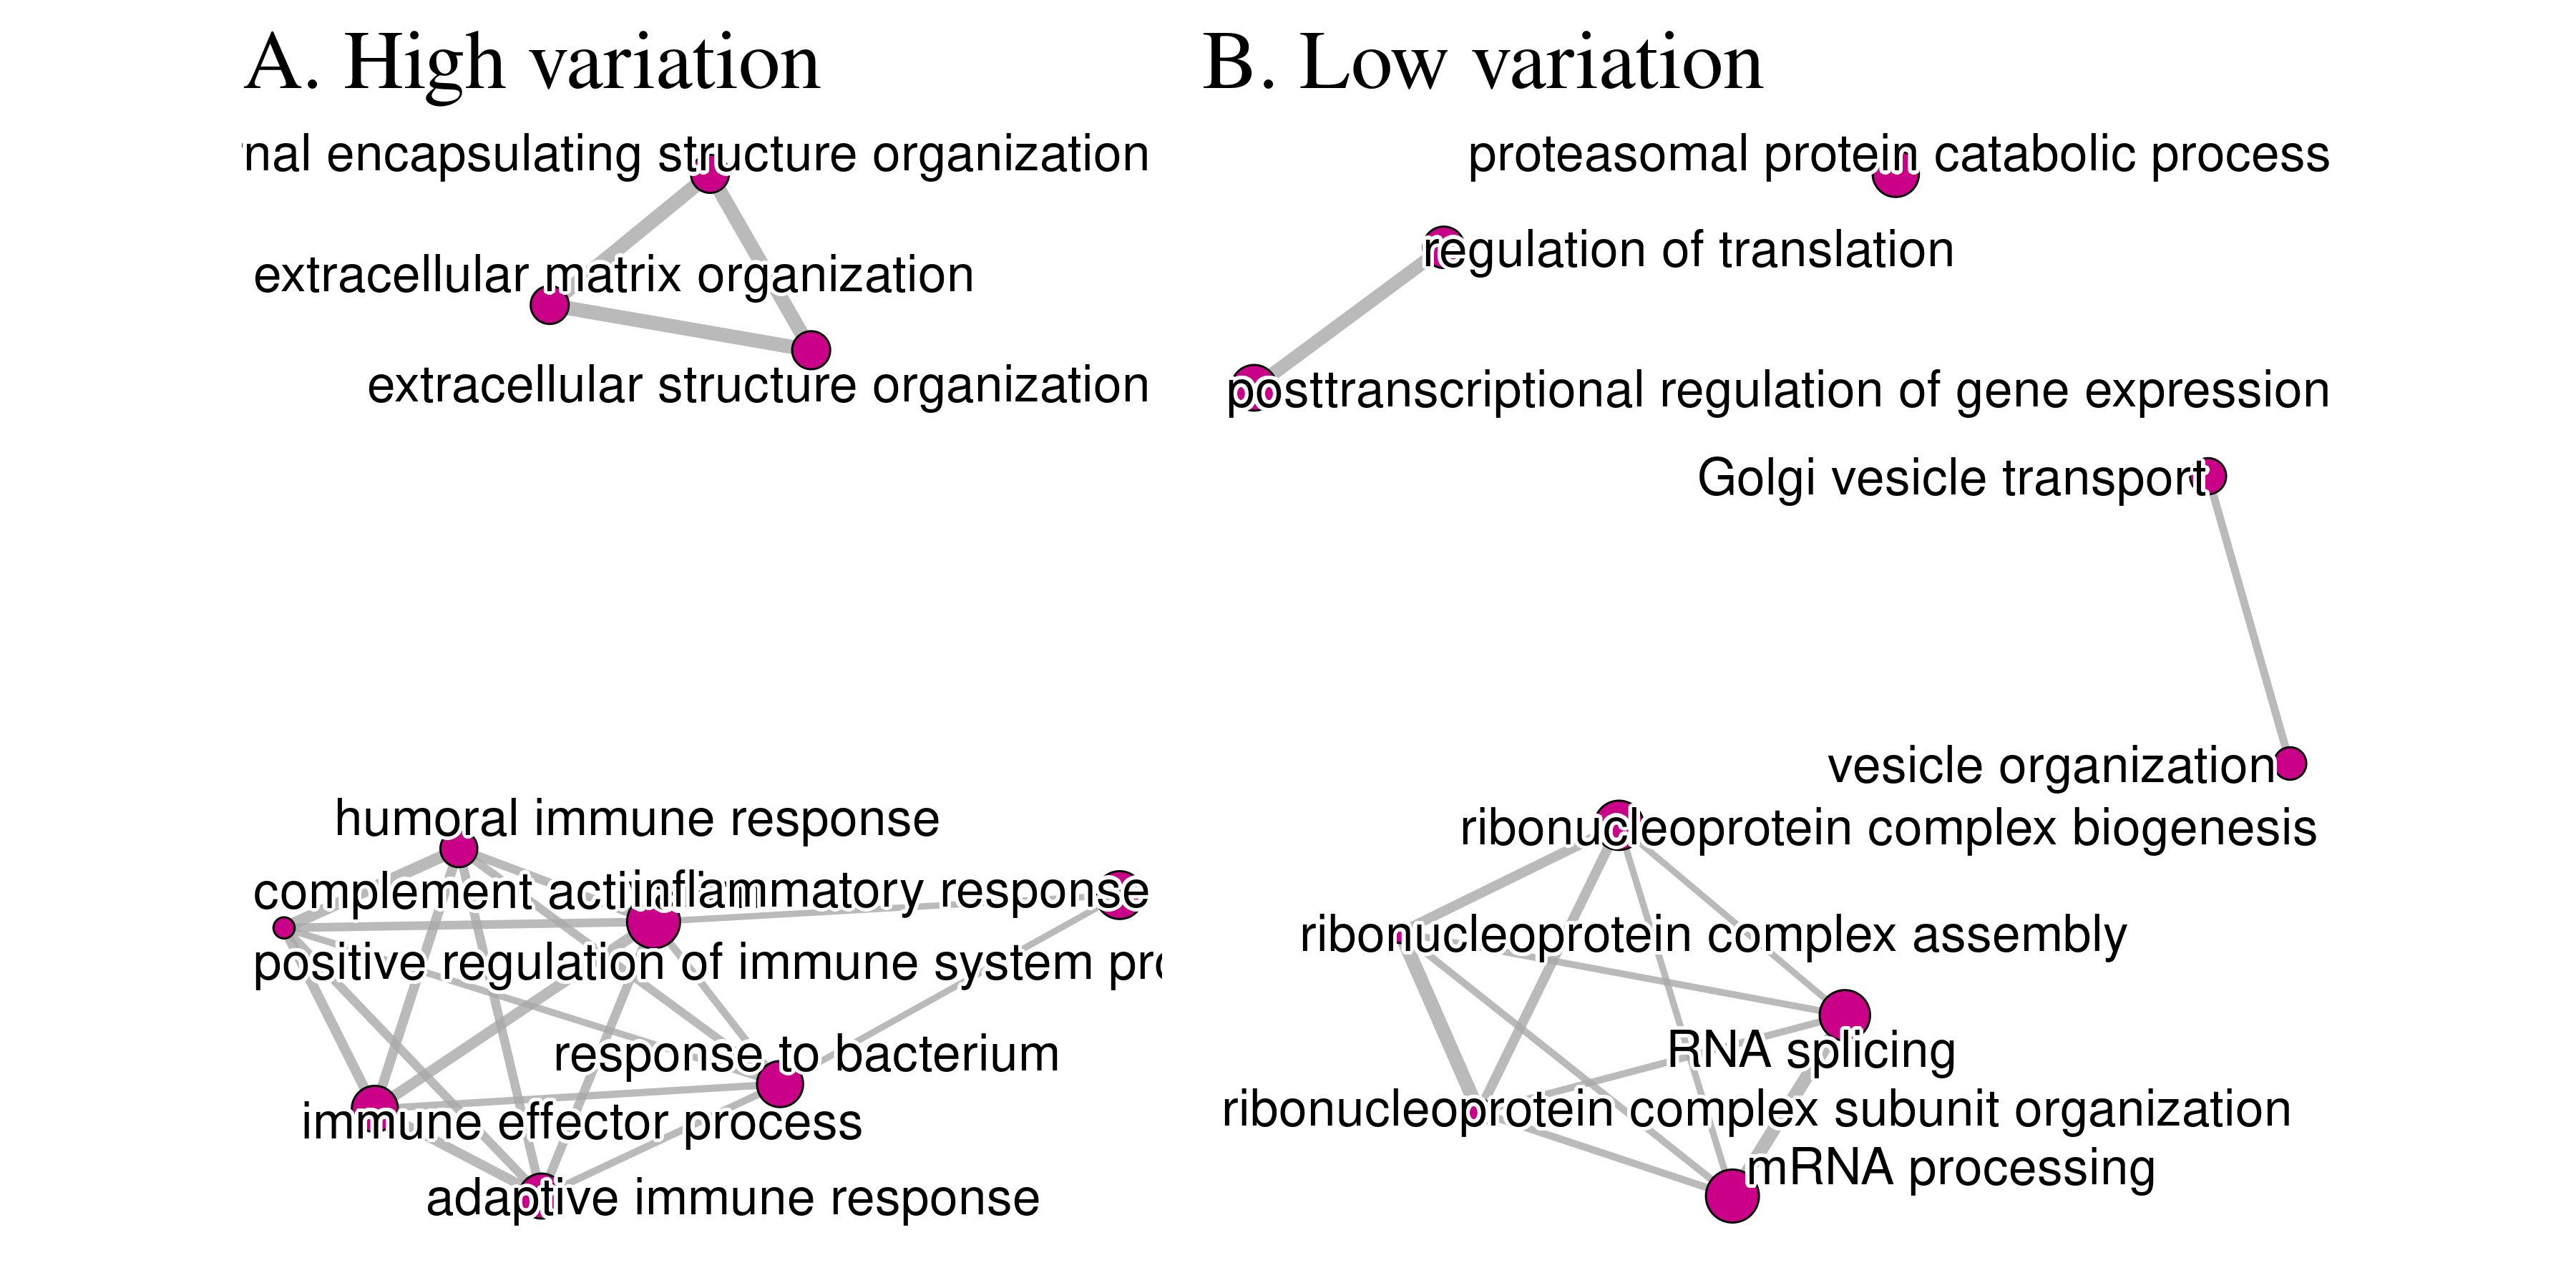 A. High variation
nal encapsulating structure organization
extracellular matrix organization
extracellular structure organization
humoral immune response
complement acti
inflammatory response
positive regulation of immune system pro
response to bacterium
immune effector process
adaptive immune response
B. Low variation
proteasomal protein catabolic process
regulation of translation
posttranscriptional regulation of gene expression
Golgi vesicle transport
vesicle organization
ribonucleoprotein complex biogenesis
ribonucleoprotein complex assembly
RNA splicing
ribonucleoprotein complex subunit organization
mRNA processing